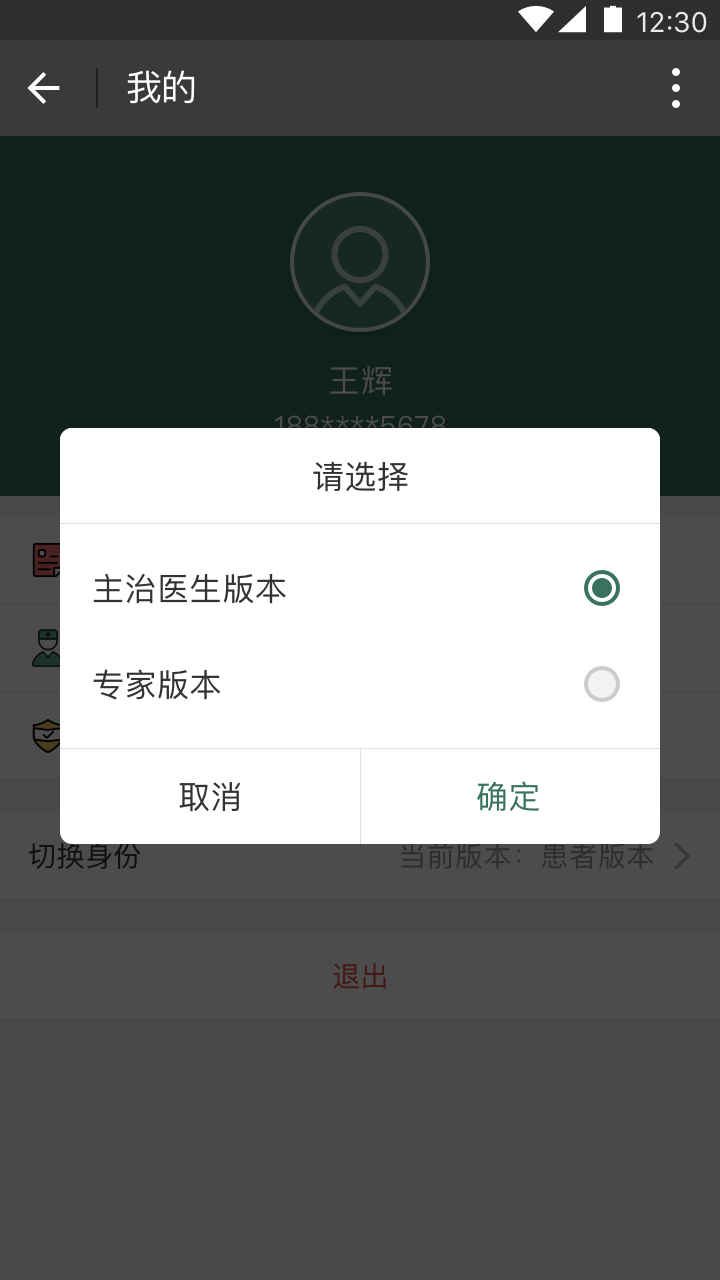 12:30
我的
王辉
188****5678
请选择
主治医生版本
专家版本
取消
确定
切换身份
当前版本：患者版本
退出